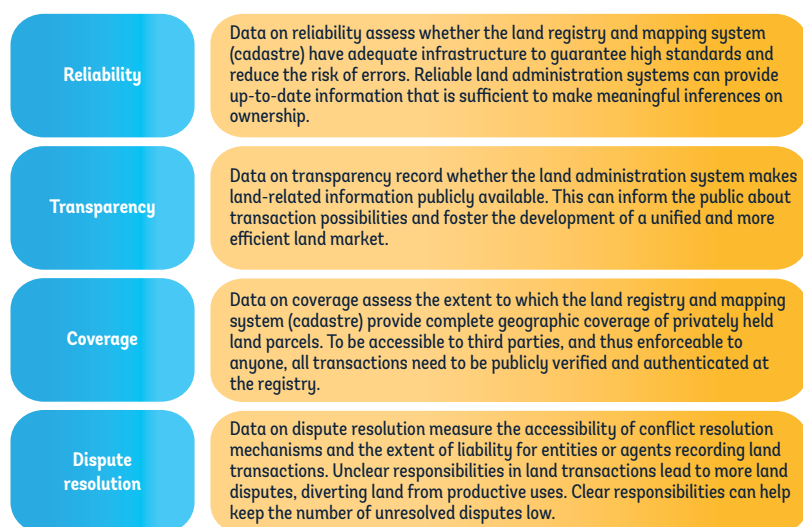 Reliability
Data on reliability assess whether the land registry and mapping system
(cadastre) have adequate infrastructure to guarantee high standards and
reduce the risk of errors. Reliable land administration systems can provide
up-to-date information that is sufficient to make meaningful inferences on
ownership.
Transparency
Data on transparency record whether the land administration system makes
land-related information publicly available. This can inform the public about
transaction possibilities and foster the development of a unified and more
efficient land market.
Coverage
Data on coverage assess the extent to which the land registry and mapping
system (cadastre) provide complete geographic coverage of privately held
land parcels. To be accessible to third parties, and thus enforceable to
anyone, all transactions need to be publicly verified and authenticated at
the registry.
Dispute
resolution
Data on dispute resolution measure the accessibility of conflict resolution
mechanisms and the extent of liability for entities or agents recording land
transactions. Unclear responsibilities in land transactions lead to more land
disputes, diverting land from productive uses. Clear responsibilities can help
keep the number of unresolved disputes low.